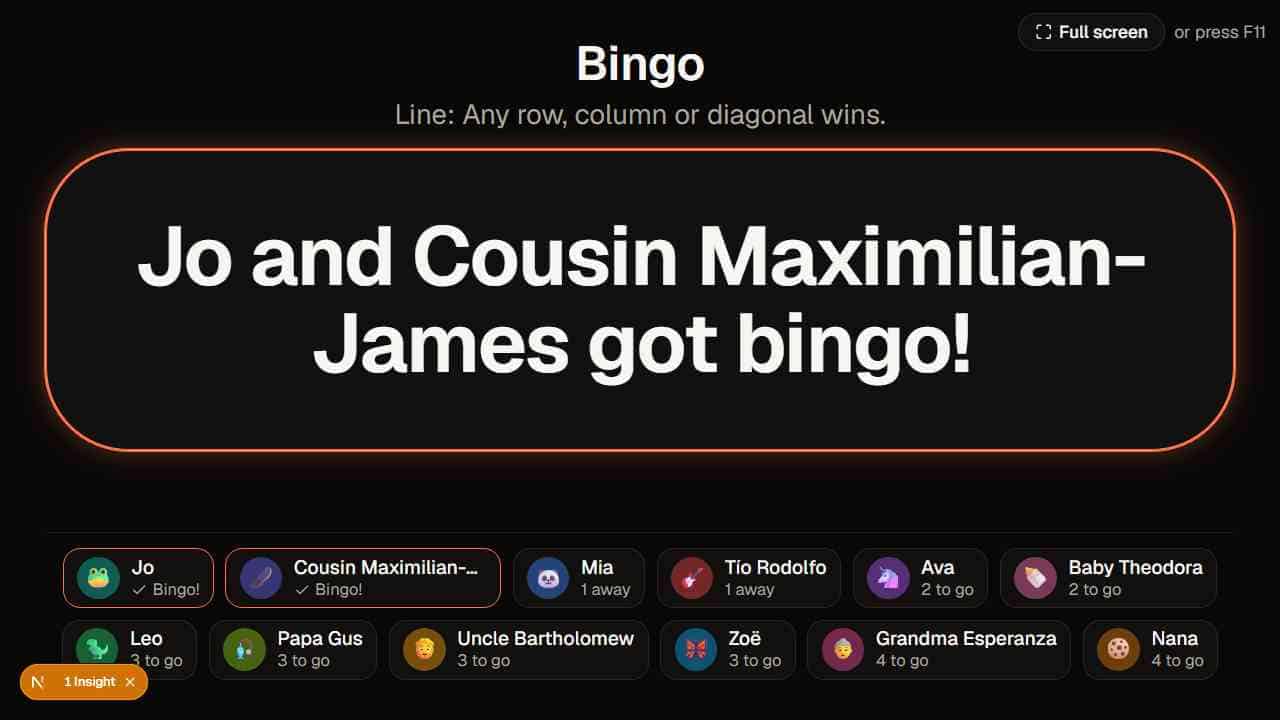 Full screen or press F11
Bingo
Line: Any row, column or diagonal wins.
Jo and Cousin Maximilian-
James got bingo!
Jo
✓ Bingo!
Cousin Maximilian-...
✓ Bingo!
Mia
1 away
Tío Rodolfo
1 away
Ava
2 to go
Baby Theodora
2 to go
Leo
3 to go
Papa Gus
3 to go
Uncle Bartholomew
3 to go
Zoë
3 to go
Grandma Esperanza
4 to go
Nana
4 to go
N 1 Insight ×